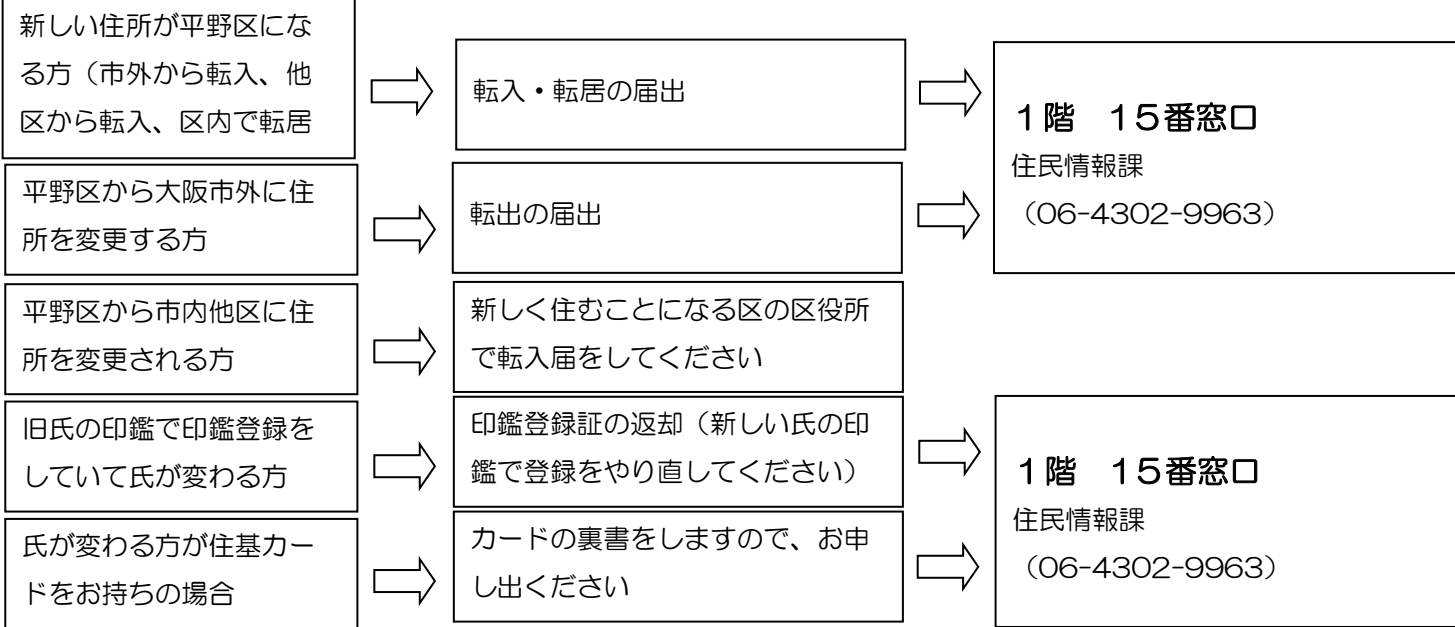 新しい住所が平野区にな
る方（市外から転入、他
区から転入、区内で転居
転入・転居の届出
１階　１５番窓口
住民情報課
（06-4302-9963）
平野区から大阪市外に住
所を変更する方
転出の届出
平野区から市内他区に住
所を変更される方
新しく住むことになる区の区役所
で転入届をしてください
旧氏の印鑑で印鑑登録を
していて氏が変わる方
印鑑登録証の返却（新しい氏の印
鑑で登録をやり直してください）
１階　１５番窓口
住民情報課
（06-4302-9963）
氏が変わる方が住基カー
ドをお持ちの場合
カードの裏書をしますので、お申
し出ください